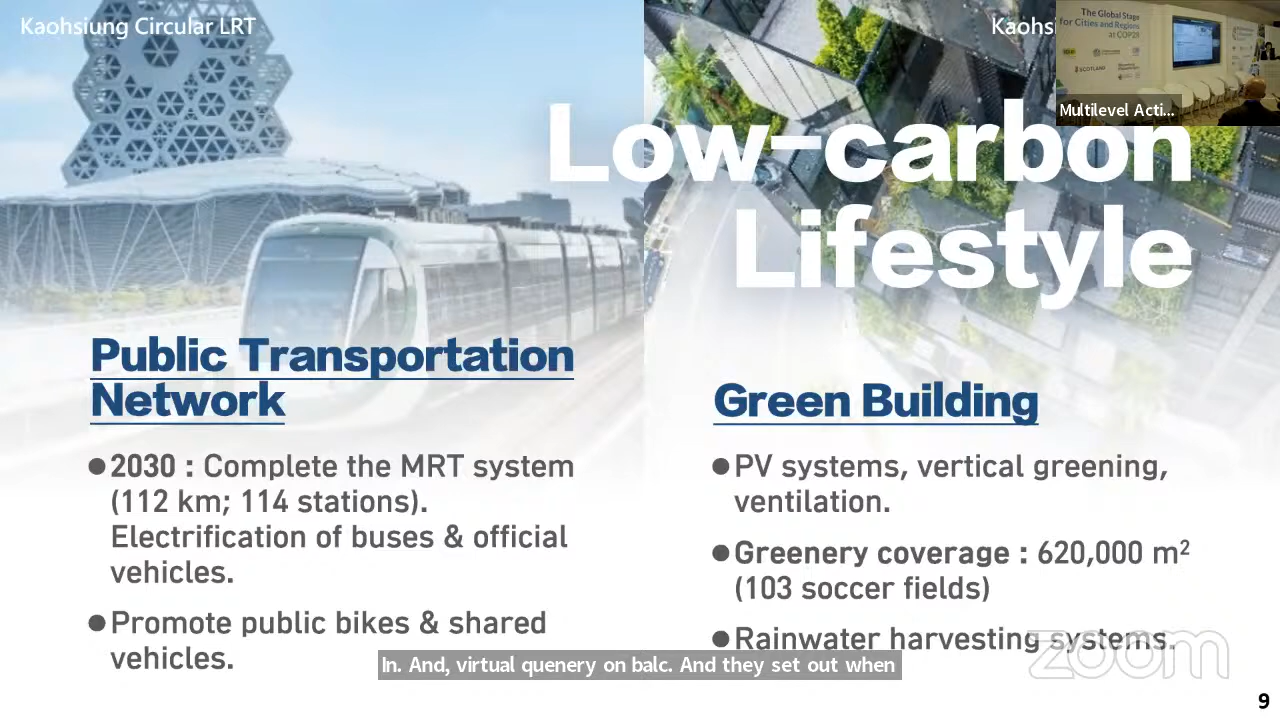 Kaohsiung Circular LRT
Kaohsi
The Global Stage
for Cities and Regions
at COP29
SCOTLAND
Multilevel Acti...
Low-carbon
Lifestyle
Public Transportation
Network
●2030 : Complete the MRT system
(112 km; 114 stations).
Electrification of buses & official
vehicles.
●Promote public bikes & shared
vehicles.
Green Building
●PV systems, vertical greening,
ventilation.
●Greenery coverage : 620,000 m²
(103 soccer fields)
●Rainwater harvesting systems.
zoom
In. And, virtual quenery on balc. And they set out when
9